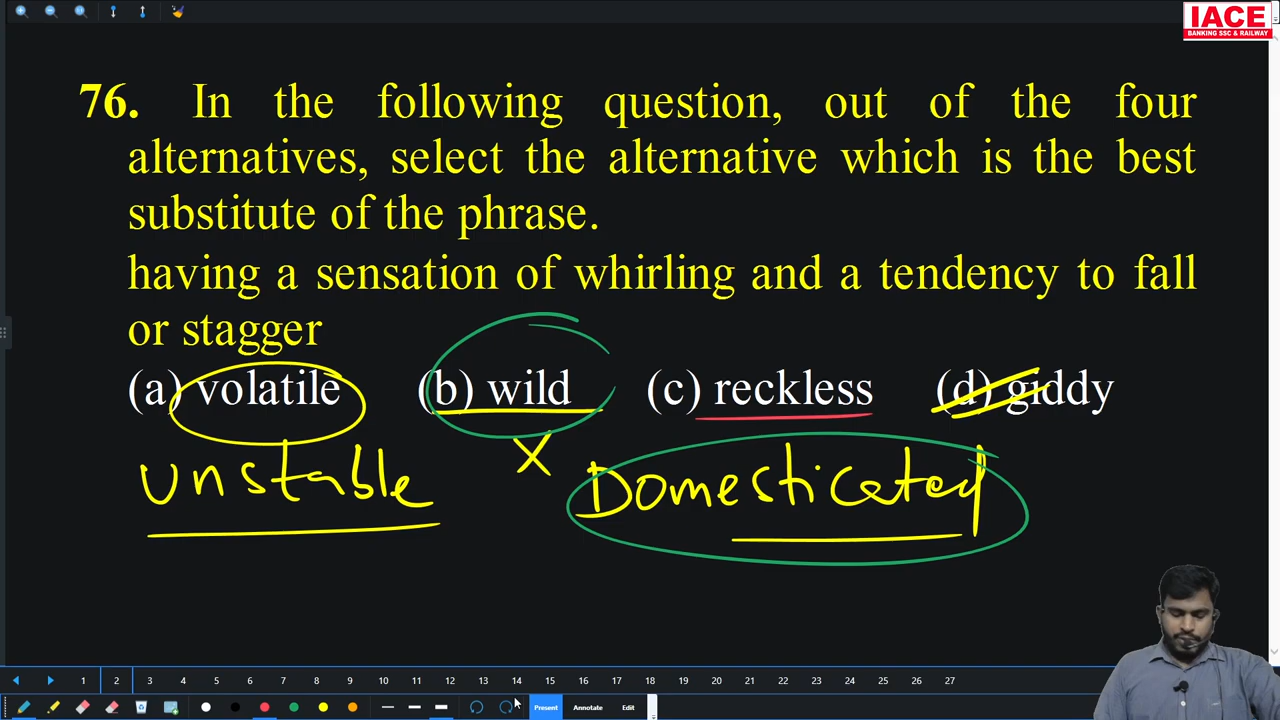 IACE
BANKING SSC & RAILWAY
76. In the following question, out of the four
alternatives, select the alternative which is the best
substitute of the phrase.
having a sensation of whirling and a tendency to fall
or stagger
(a) volatile (b) wild (c) reckless (d) giddy
unstable x Domesticated
1 2 3 4 5 6 7 8 9 10 11 12 13 14 15 16 17 18 19 20 21 22 23 24 25 26 27
Present Annotate Edit